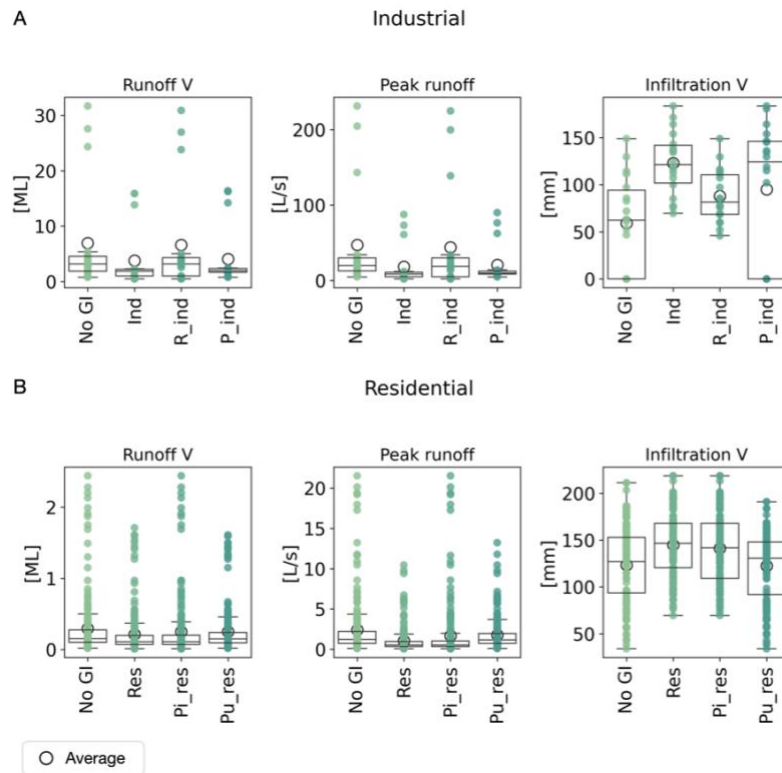 A
Industrial
Runoff V
Peak runoff
Infiltration V
[ML]
30
20
10
0
No GI
Ind
R_ind
P_ind
[L/s]
200
100
0
No GI
Ind
R_ind
P_ind
[mm]
150
100
50
0
No GI
Ind
R_ind
P_ind
B
Residential
Runoff V
Peak runoff
Infiltration V
[ML]
2
1
0
No GI
Res
Pi_res
Pu_res
[L/s]
20
15
10
5
0
No GI
Res
Pi_res
Pu_res
[mm]
200
150
100
50
No GI
Res
Pi_res
Pu_res
Average